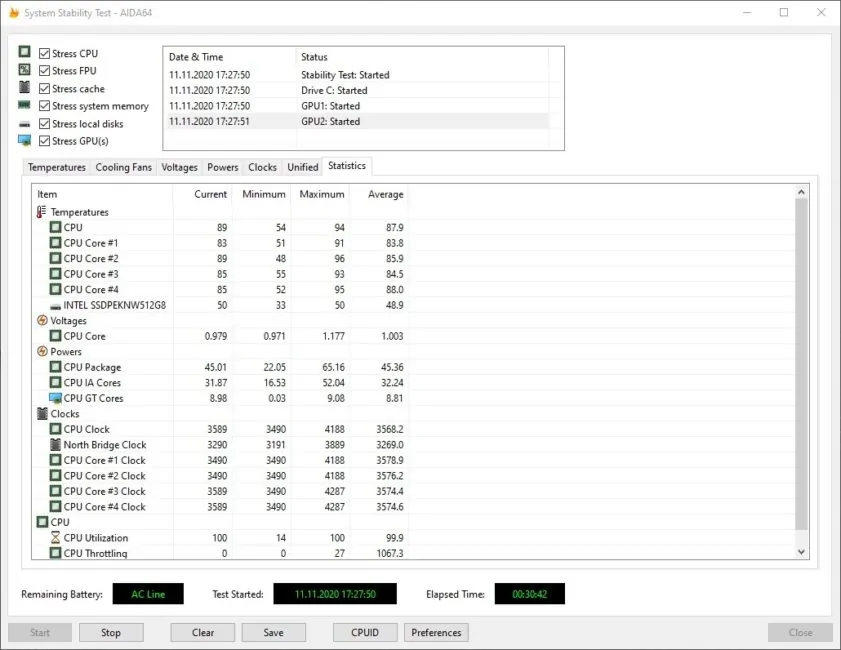 System Stability Test - AIDA64
Stress CPU
Stress FPU
Stress cache
Stress system memory
Stress local disks
Stress GPU(s)
Date & Time Status
11.11.2020 17:27:50 Stability Test: Started
11.11.2020 17:27:50 Drive C: Started
11.11.2020 17:27:50 GPU1: Started
11.11.2020 17:27:51 GPU2: Started
Temperatures Cooling Fans Voltages Powers Clocks Unified Statistics
Item Current Minimum Maximum Average
Temperatures
CPU 89 54 94 87.9
CPU Core #1 83 51 91 83.8
CPU Core #2 89 48 96 85.9
CPU Core #3 85 55 93 84.5
CPU Core #4 85 52 95 88.0
INTEL SSDPEKNW512G8 50 33 50 48.9
Voltages
CPU Core 0.979 0.971 1.177 1.003
Powers
CPU Package 45.01 22.05 65.16 45.36
CPU IA Cores 31.87 16.53 52.04 32.24
CPU GT Cores 8.98 0.03 9.08 8.81
Clocks
CPU Clock 3589 3490 4188 3568.2
North Bridge Clock 3290 3191 3889 3269.0
CPU Core #1 Clock 3490 3490 4188 3578.9
CPU Core #2 Clock 3490 3490 4188 3576.2
CPU Core #3 Clock 3589 3490 4287 3574.4
CPU Core #4 Clock 3589 3490 4287 3574.6
CPU
CPU Utilization 100 14 100 99.9
CPU Throttling 0 0 27 1067.3
Remaining Battery: AC Line Test Started: 11.11.2020 17:27:50 Elapsed Time: 00:30:42
Start Stop Clear Save CPUID Preferences Close